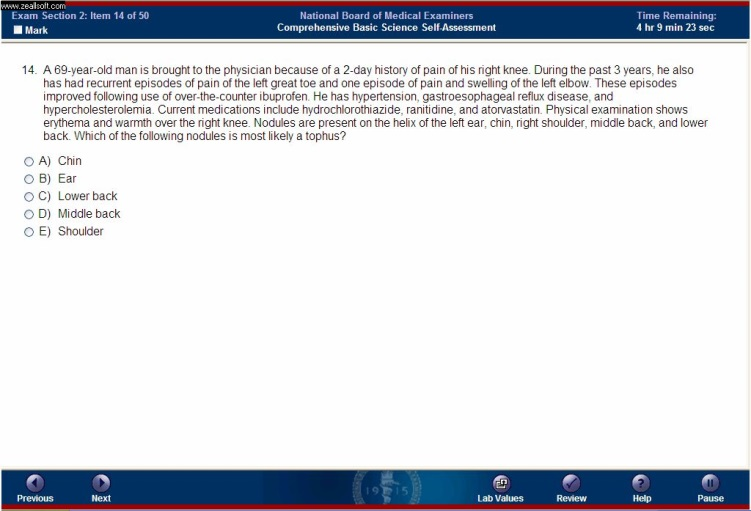 www.zeallsoft.com
Exam Section 2: Item 14 of 50
National Board of Medical Examiners
Time Remaining:
Mark
Comprehensive Basic Science Self-Assessment
4 hr 9 min 23 sec
14. A 69-year-old man is brought to the physician because of a 2-day history of pain of his right knee. During the past 3 years, he also
has had recurrent episodes of pain of the left great toe and one episode of pain and swelling of the left elbow. These episodes
improved following use of over-the-counter ibuprofen. He has hypertension, gastroesophageal reflux disease, and
hypercholesterolemia. Current medications include hydrochlorothiazide, ranitidine, and atorvastatin. Physical examination shows
erythema and warmth over the right knee. Nodules are present on the helix of the left ear, chin, right shoulder, middle back, and lower
back. Which of the following nodules is most likely a tophus?
A) Chin
B) Ear
C) Lower back
D) Middle back
E) Shoulder
1915
Previous
Next
Lab Values
Review
Help
Pause